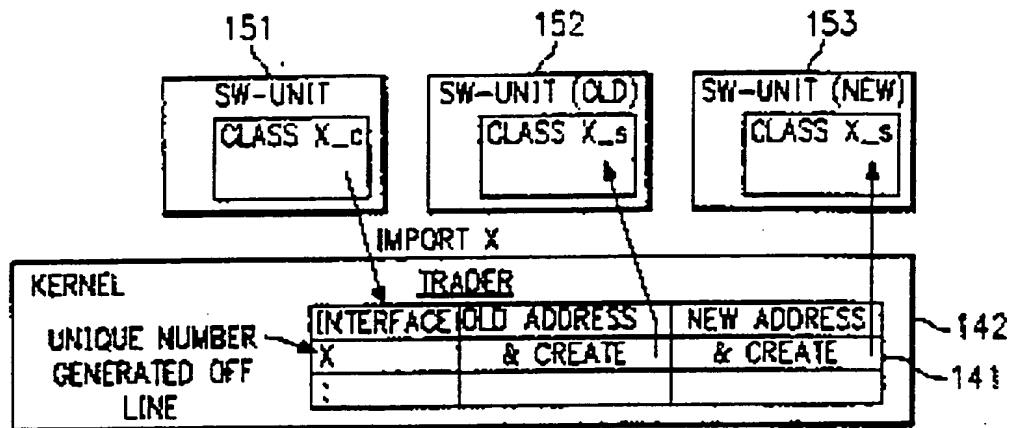 151 152 153
SW-UNIT SW-UNIT (OLD) SW-UNIT (NEW)
CLASS X_c CLASS X_s CLASS X_s
IMPORT X
KERNEL TRADER
INTERFACE OLD ADDRESS NEW ADDRESS
X & CREATE & CREATE
:
UNIQUE NUMBER
GENERATED OFF
LINE
142
141